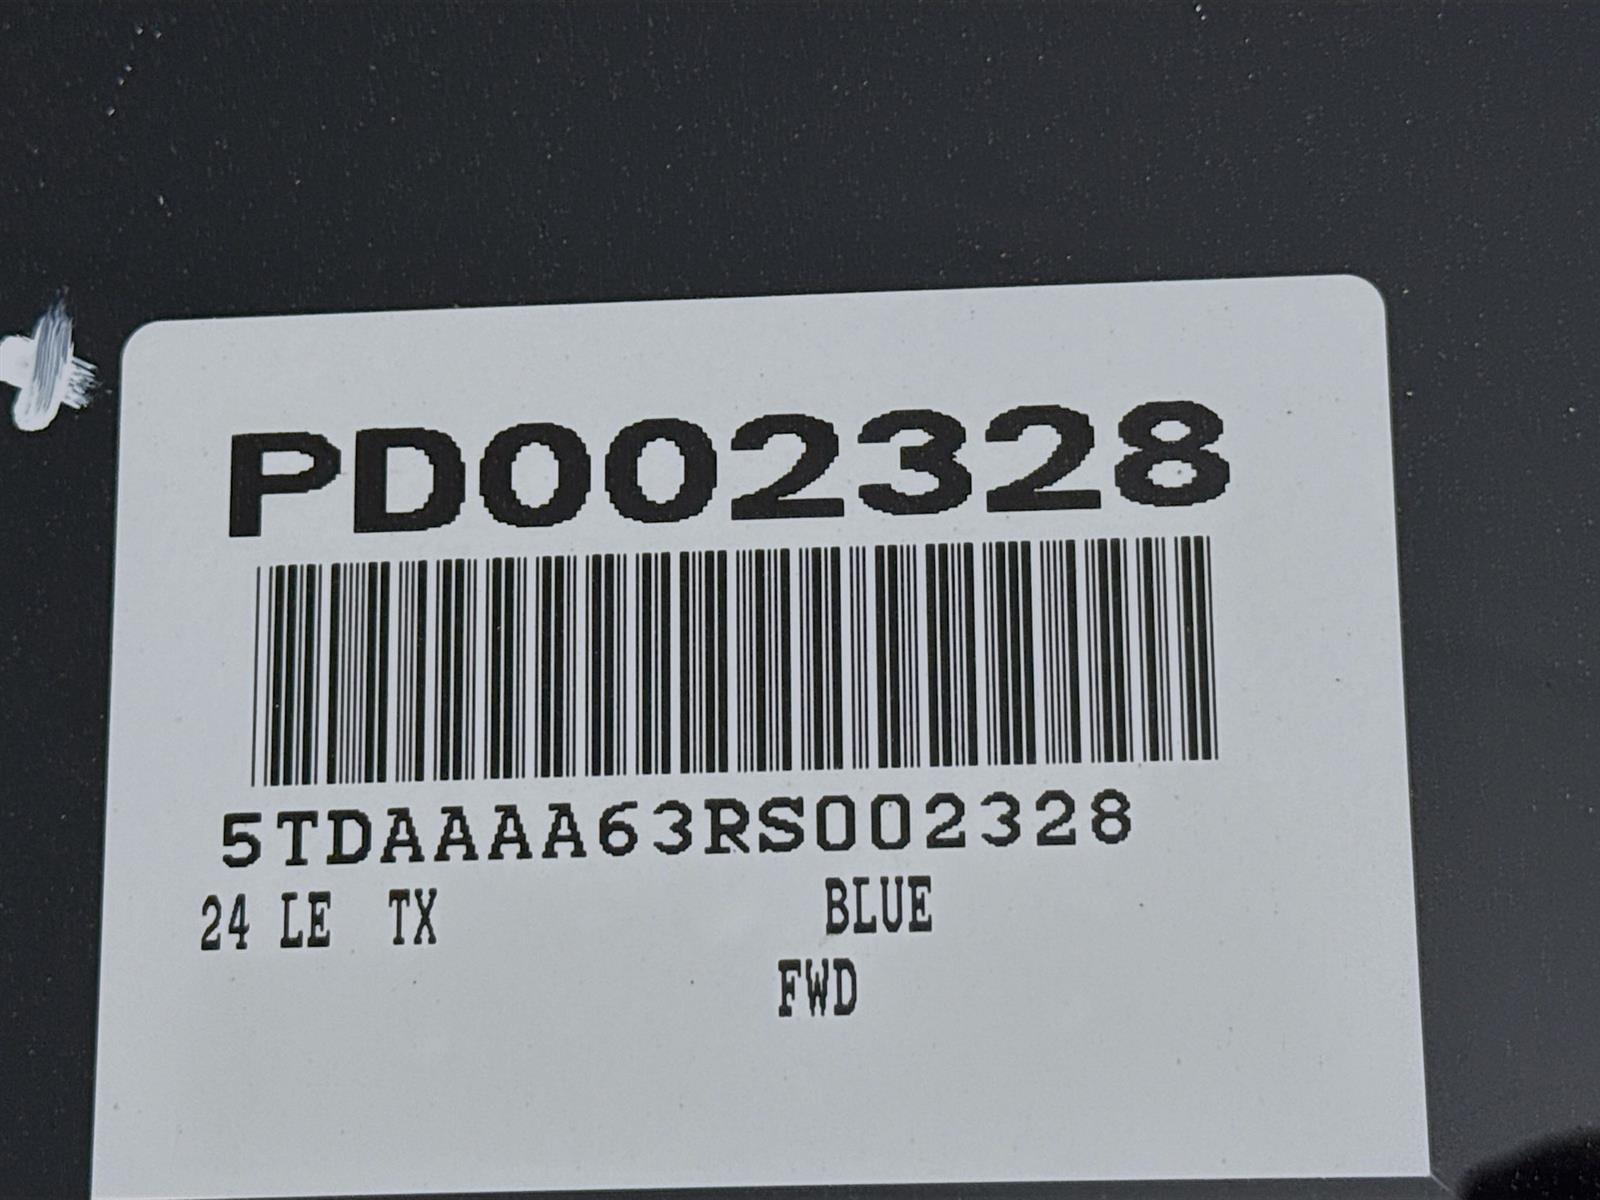 PD002328
5TDAAAA63RS002328
24 LE TX BLUE
FWD